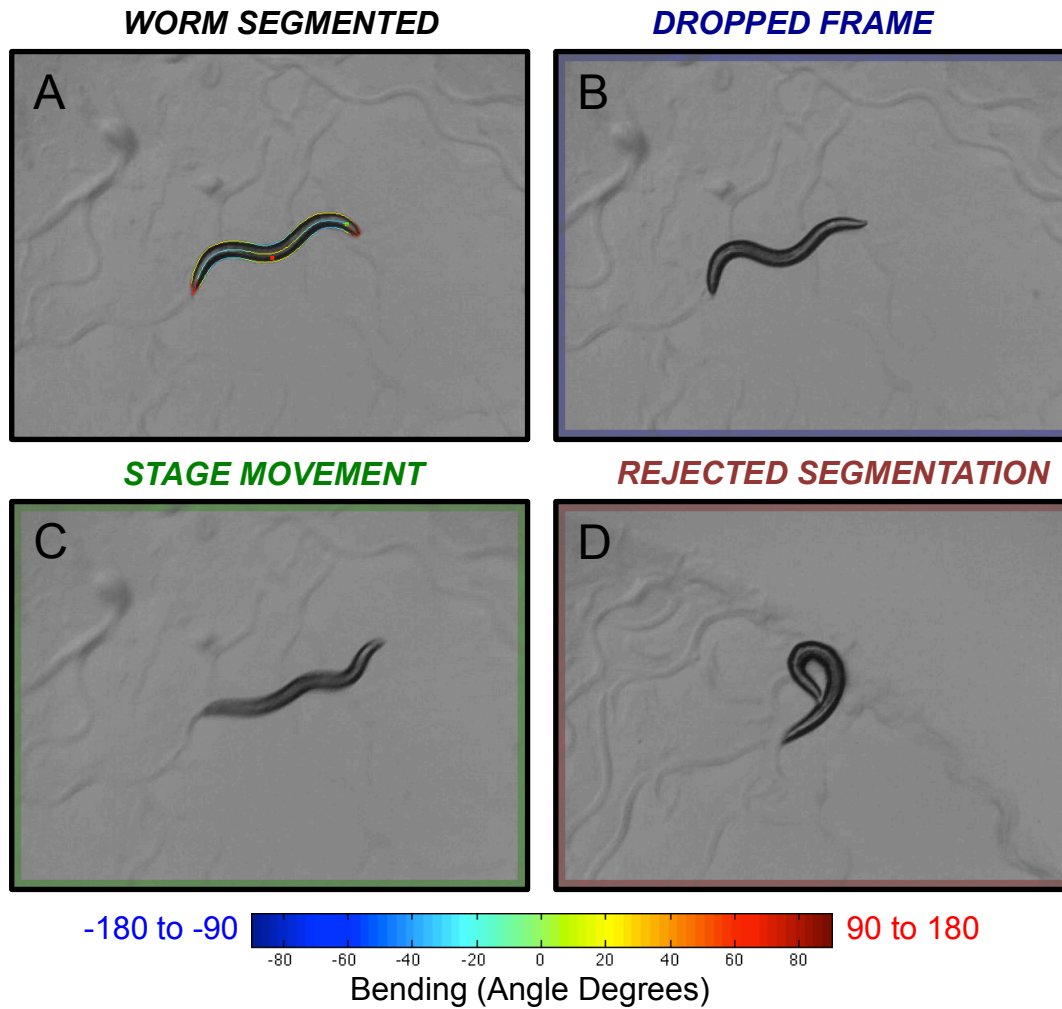 WORM SEGMENTED
DROPPED FRAME
A
B
STAGE MOVEMENT
REJECTED SEGMENTATION
C
D
-180 to -90
90 to 180
-80 -60 -40 -20 0 20 40 60 80
Bending (Angle Degrees)